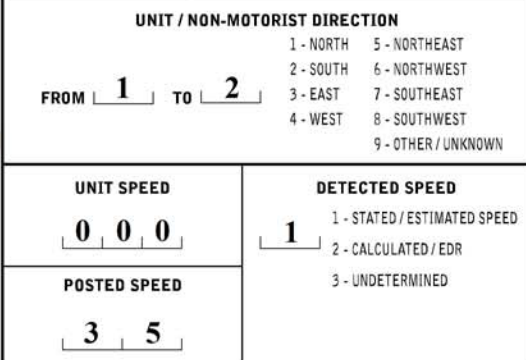 UNIT / NON-MOTORIST DIRECTION
FROM 1 TO 2
1 - NORTH 5 - NORTHEAST
2 - SOUTH 6 - NORTHWEST
3 - EAST 7 - SOUTHEAST
4 - WEST 8 - SOUTHWEST
9 - OTHER / UNKNOWN
UNIT SPEED
0 0 0
POSTED SPEED
3 5
DETECTED SPEED
1
1 - STATED / ESTIMATED SPEED
2 - CALCULATED / EDR
3 - UNDETERMINED